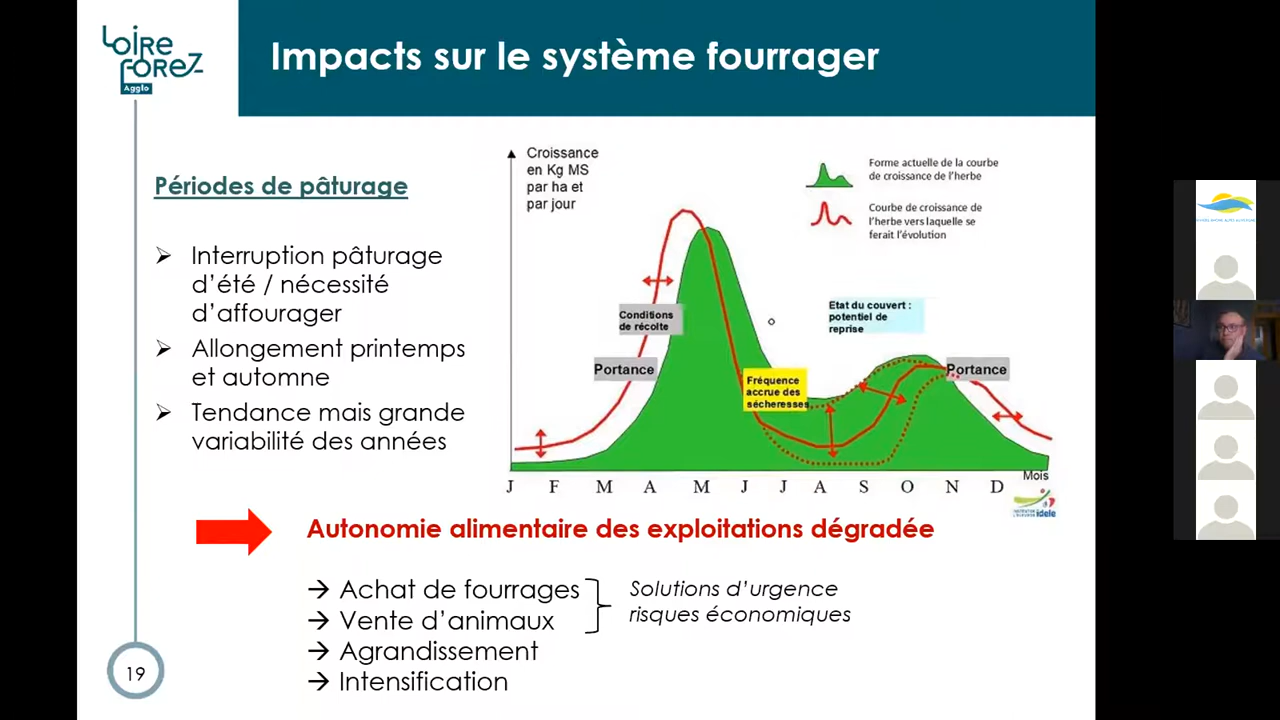 Loire
Forez
Agglo
Impacts sur le système fourrager
Périodes de pâturage
Interruption pâturage
d'été / nécessité
d'affourager
Allongement printemps
et automne
Tendance mais grande
variabilité des années
Croissance
en Kg MS
par ha et
par jour
Forme actuelle de la courbe
de croissance de l'herbe
Courbe de croissance de
l'herbe vers laquelle se
ferait l'évolution
Etat du couvert :
potentiel de
reprise
Conditions
de récolte
Portance
Fréquence
accrue des
sécheresses
Portance
Mois
J F M A M J J A S O N D
idele
Autonomie alimentaire des exploitations dégradée
→ Achat de fourrages
→ Vente d'animaux
→ Agrandissement
→ Intensification
Solutions d'urgence
risques économiques
19